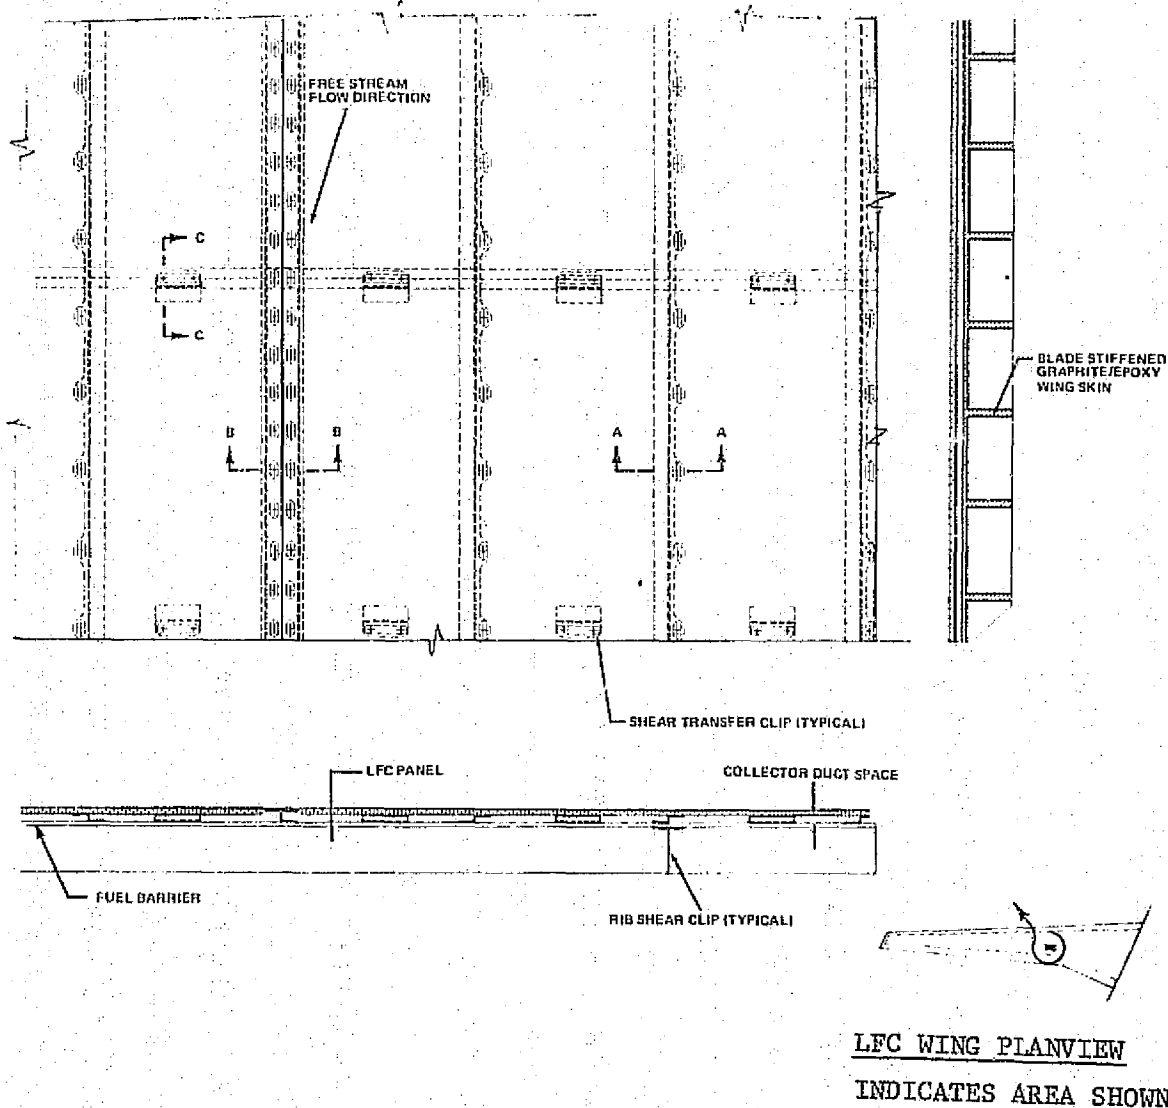 FREE STREAM
FLOW DIRECTION
C
C
B
B
A
A
BLADE STIFFENED
GRAPHITE/EPOXY
WING SKIN
SHEAR TRANSFER CLIP (TYPICAL)
LFC PANEL
COLLECTOR DUCT SPACE
FUEL BARRIER
RIB SHEAR CLIP (TYPICAL)
LFC WING PLANVIEW
INDICATES AREA SHOWN